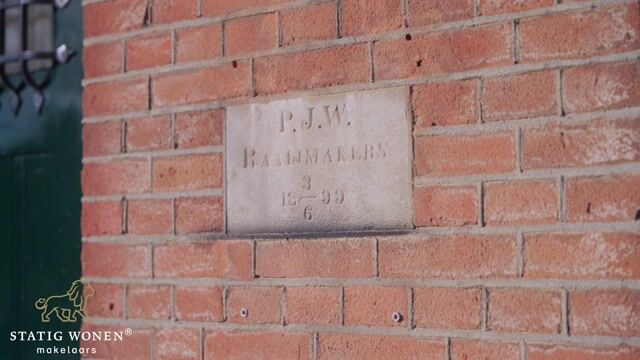 P.J.W.
RAAIJMAKERS
18 3/6 99
STATIG WONEN®
makelaars